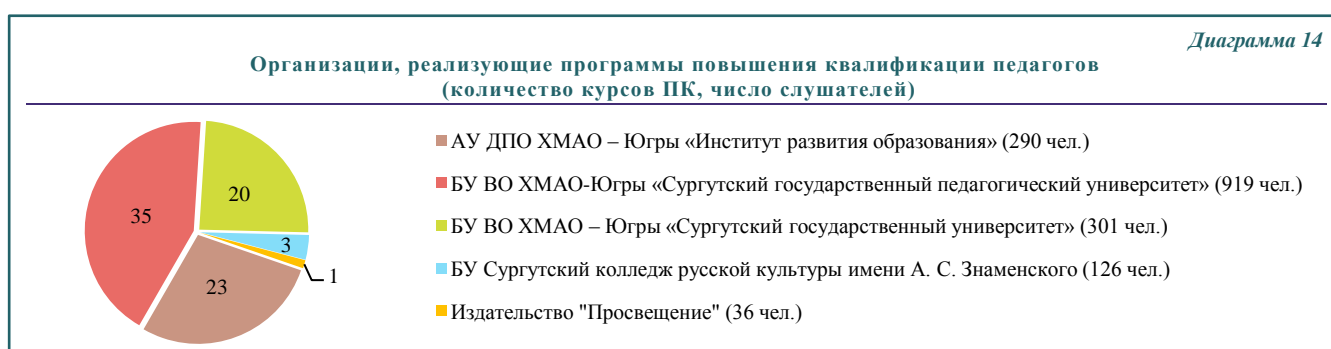 Диаграмма 14
Организации, реализующие программы повышения квалификации педагогов
(количество курсов ПК, число слушателей)
АУ ДПО ХМАО – Югры «Институт развития образования» (290 чел.)
БУ ВО ХМАО-Югры «Сургутский государственный педагогический университет» (919 чел.)
БУ ВО ХМАО – Югры «Сургутский государственный университет» (301 чел.)
БУ Сургутский колледж русской культуры имени А. С. Знаменского (126 чел.)
Издательство "Просвещение" (36 чел.)
35
20
3
1
23